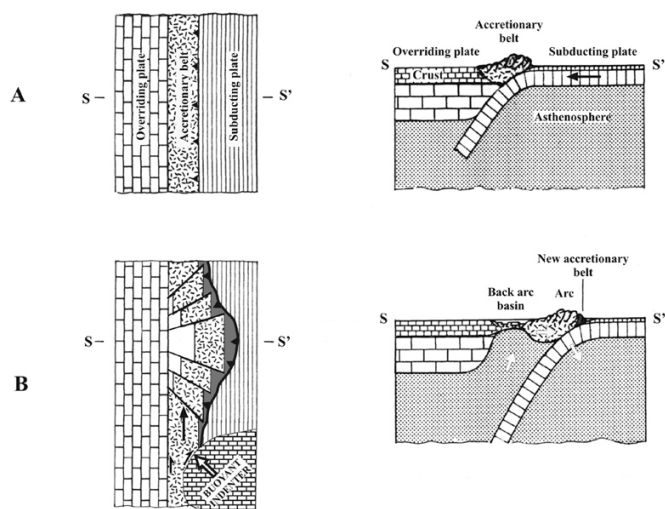 A
S
Overriding plate
Accretionary belt
Subducting plate
S'
Accretionary
belt
Overriding plate
Subducting plate
S
S'
Crust
Asthenosphere
B
S
S'
BUOYANT
INDENTER
New accretionary
belt
Back arc
basin
Arc
S
S'